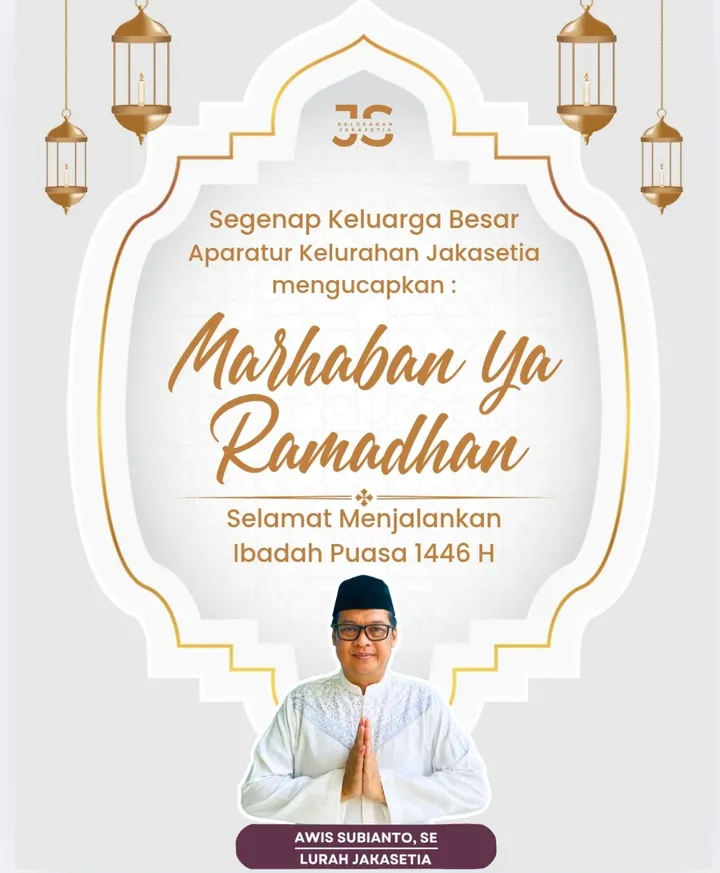 JS
KELURAHAN
JAKASETIA
Segenap Keluarga Besar
Aparatur Kelurahan Jakasetia
mengucapkan :
Marhaban Ya
Ramadhan
Selamat Menjalankan
Ibadah Puasa 1446 H
AWIS SUBIANTO, SE
LURAH JAKASETIA